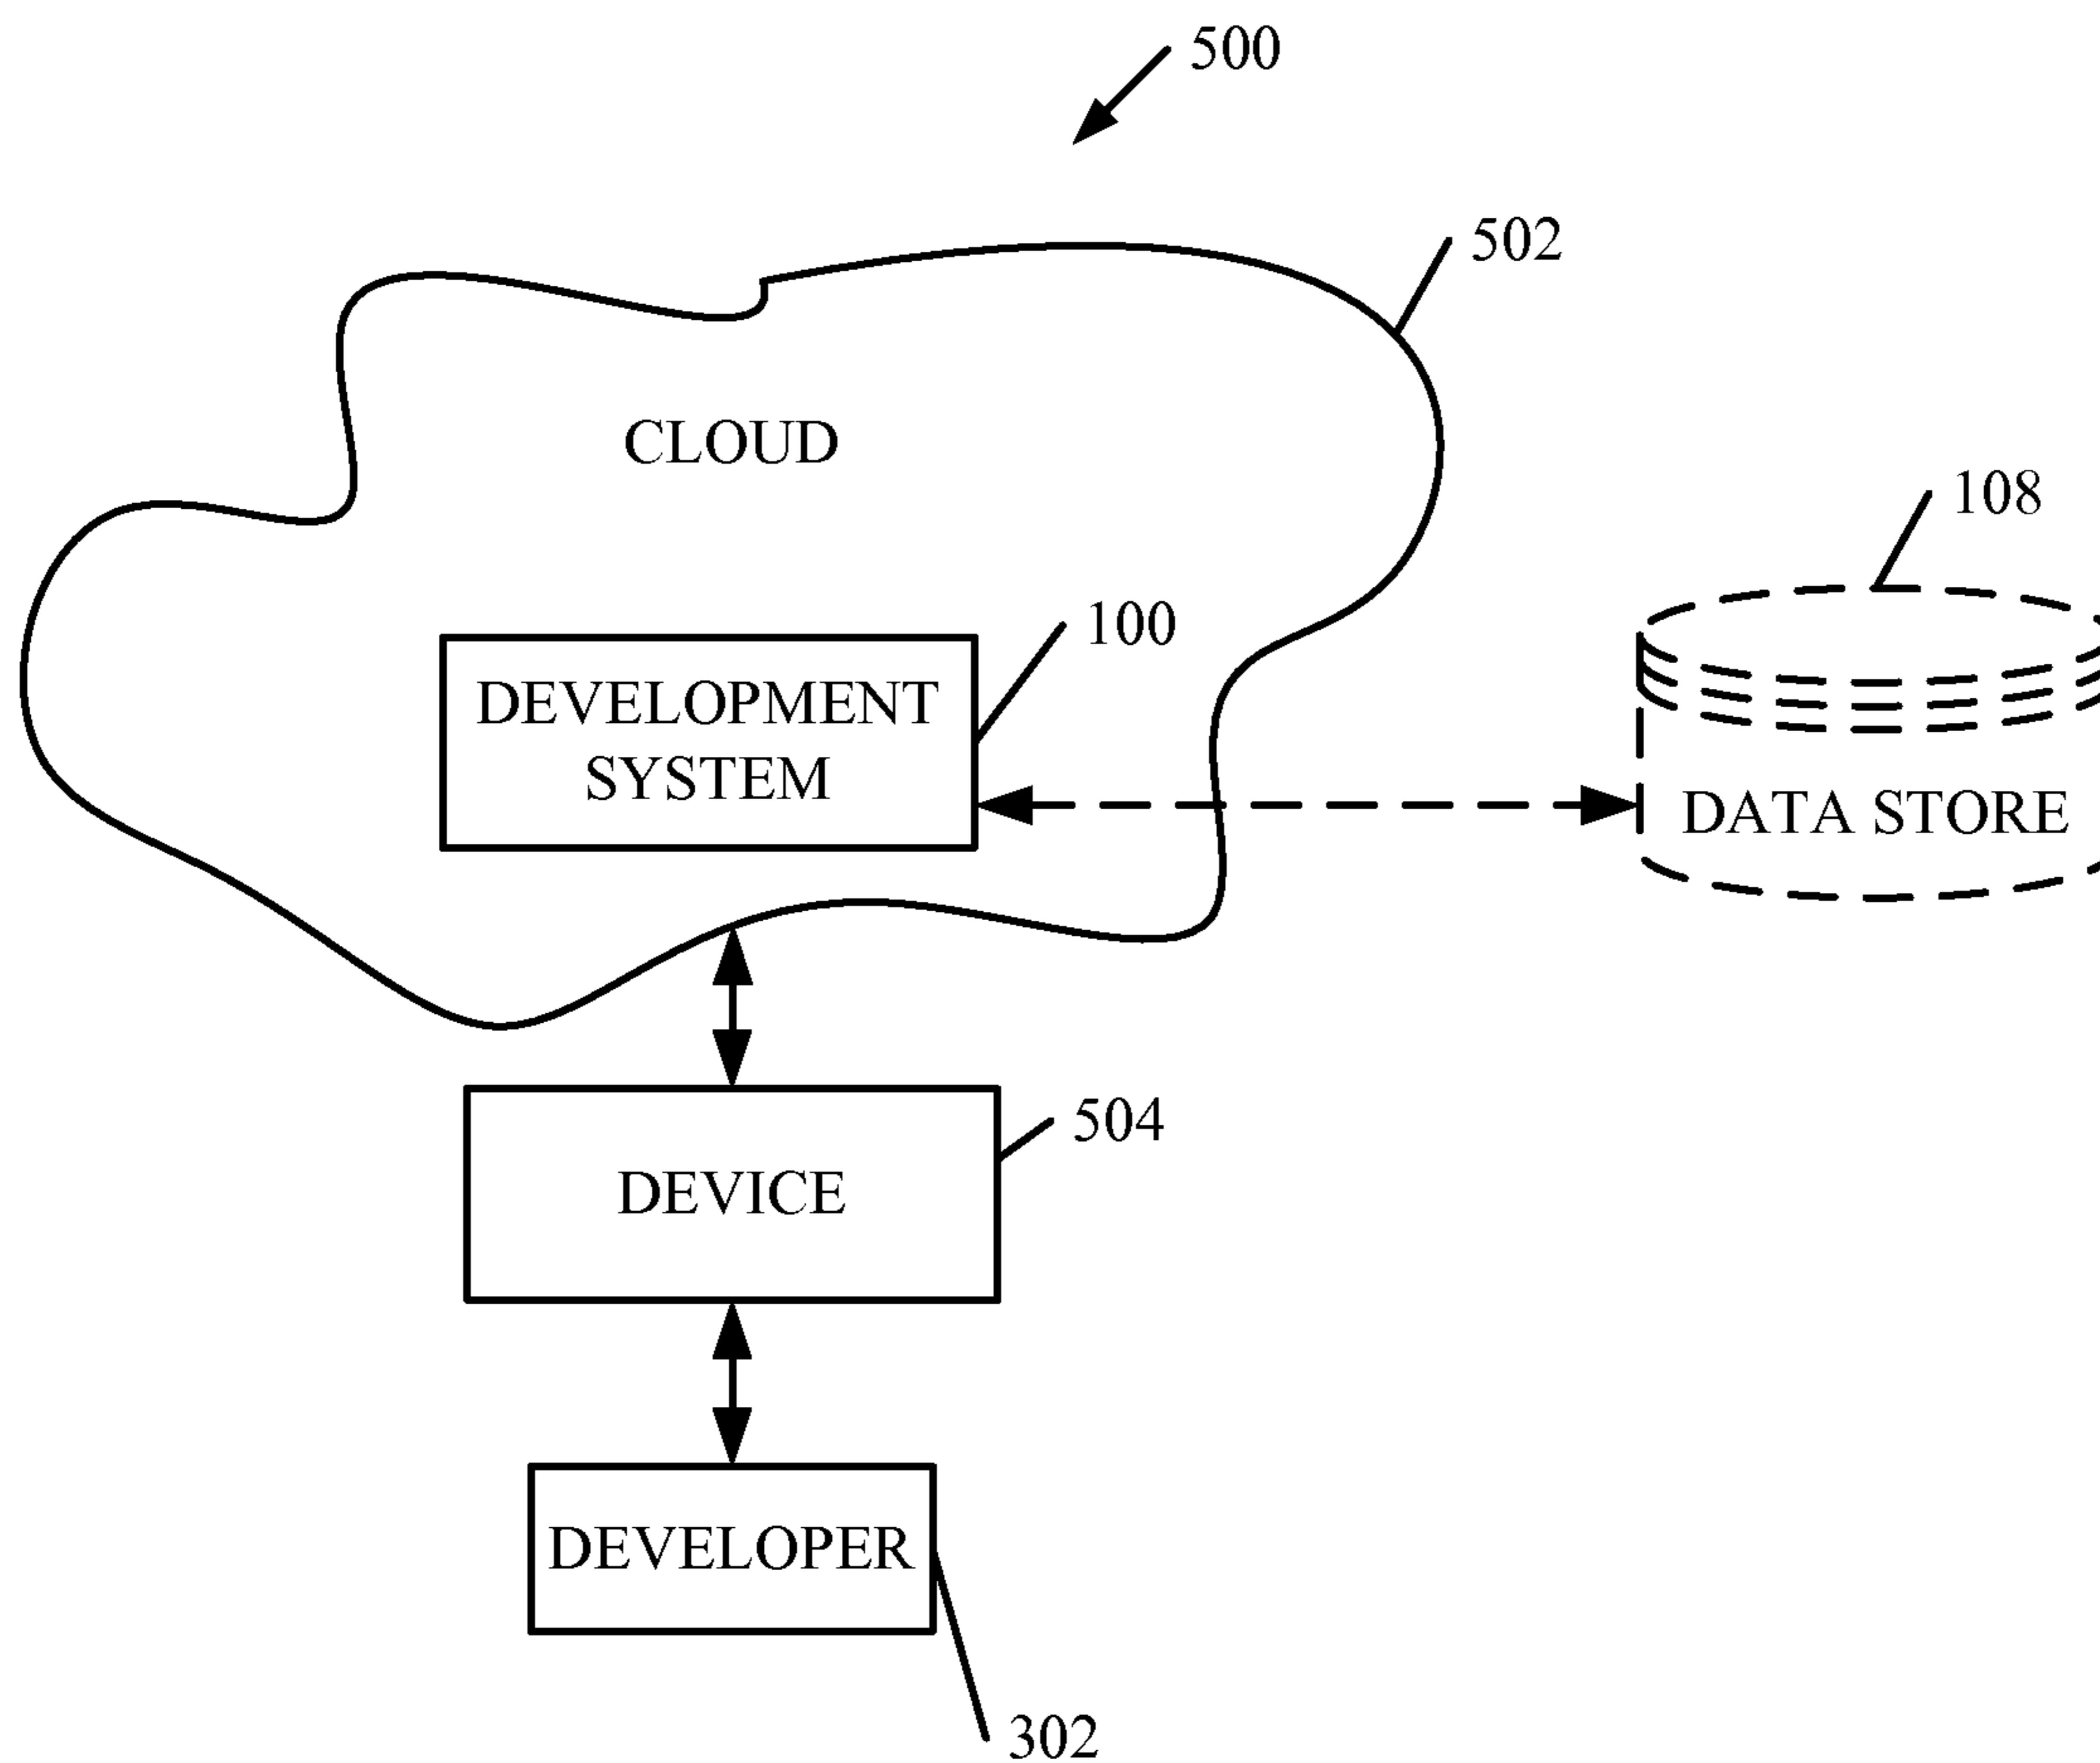 500
502
CLOUD
108
100
DEVELOPMENT
SYSTEM
DATA STORE
504
DEVICE
DEVELOPER
302